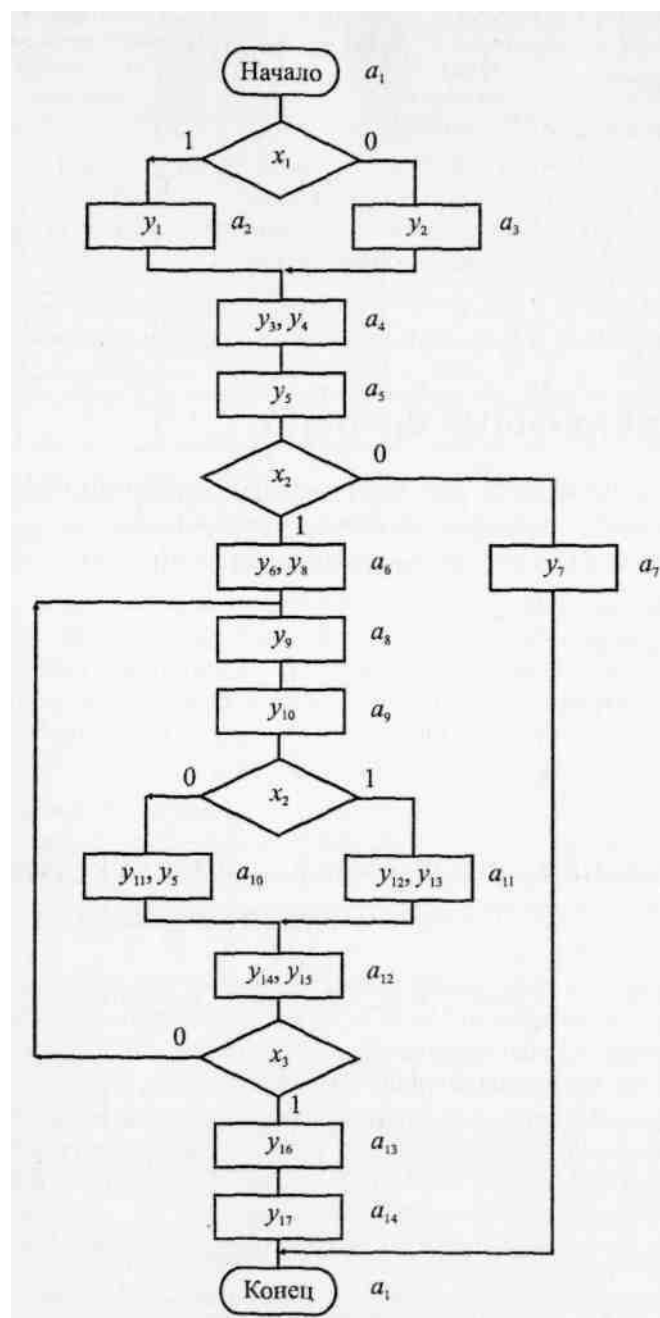 Начало a₁
1 x₁ 0
y₁ a₂ y₂ a₃
y₃, y₄ a₄
y₅ a₅
x₂ 0
1
y₆, y₈ a₆ y₇ a₇
y₉ a₈
y₁₀ a₉
0 x₂ 1
y₁₁, y₅ a₁₀ y₁₂, y₁₃ a₁₁
y₁₄, y₁₅ a₁₂
0 x₃
1
y₁₆ a₁₃
y₁₇ a₁₄
Конец a₁